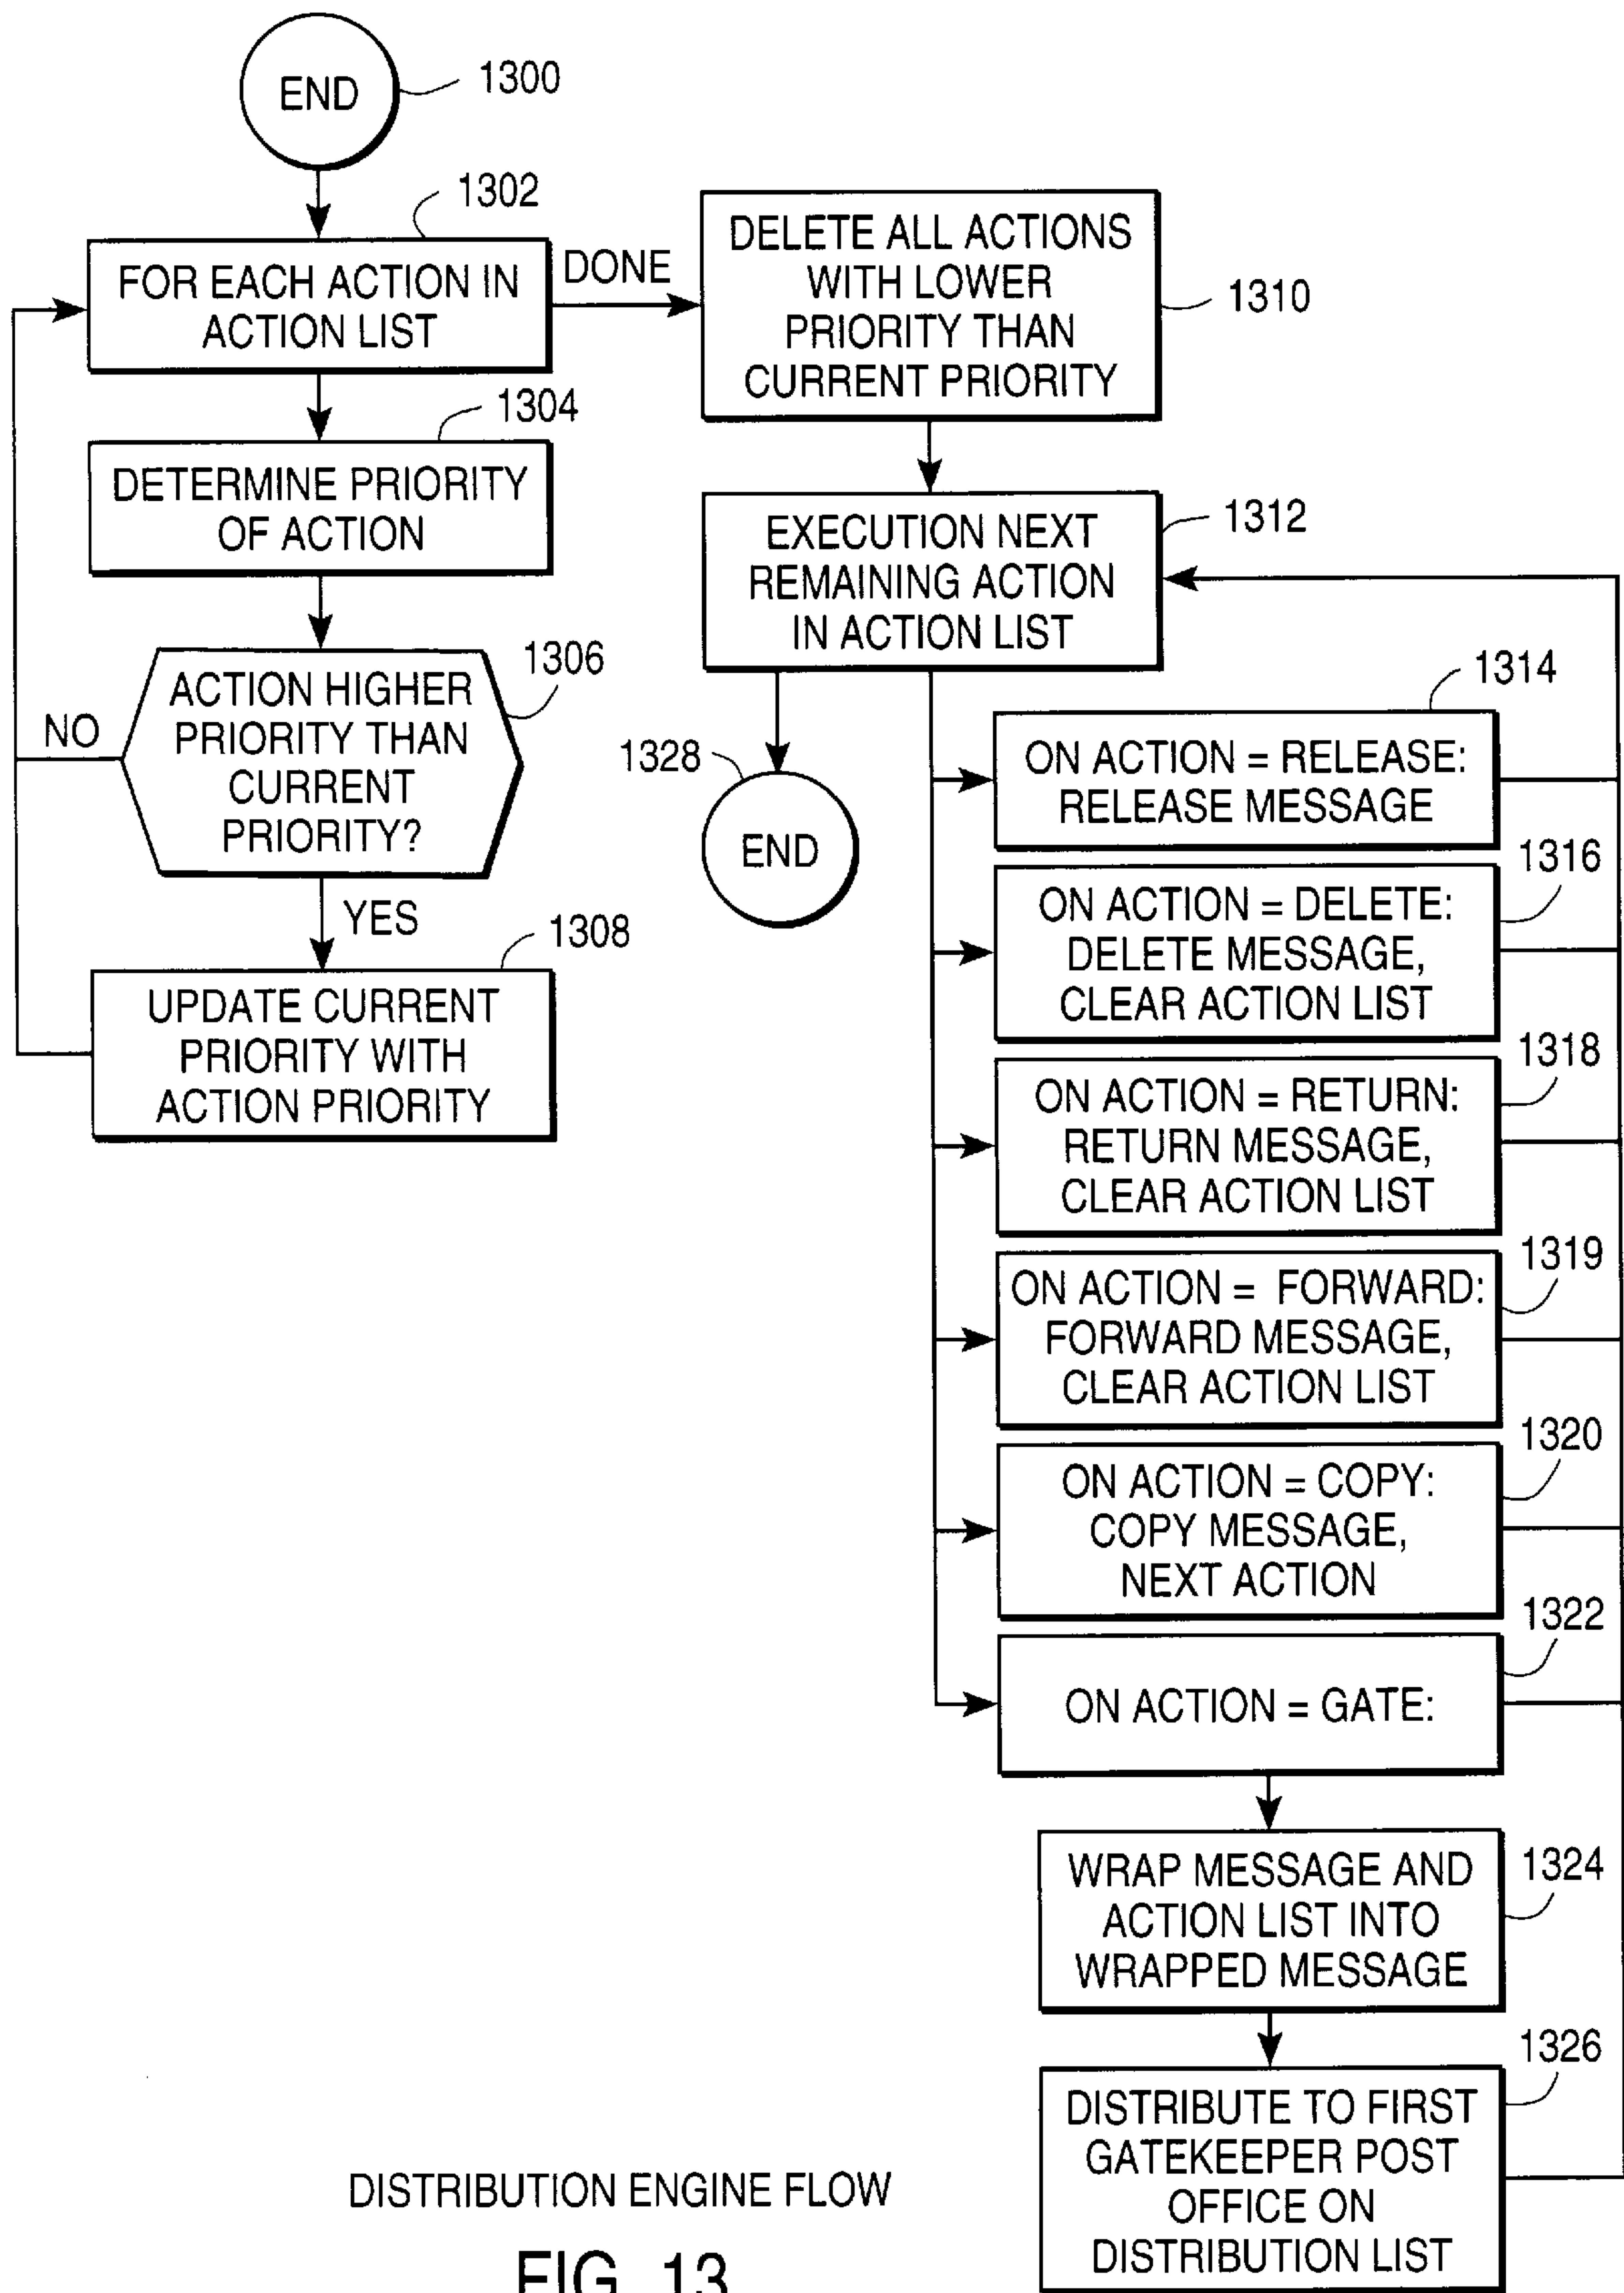 END
1300
1302
FOR EACH ACTION IN
ACTION LIST
DONE
DELETE ALL ACTIONS
WITH LOWER
PRIORITY THAN
CURRENT PRIORITY
1310
1304
DETERMINE PRIORITY
OF ACTION
EXECUTION NEXT
REMAINING ACTION
IN ACTION LIST
1312
ACTION HIGHER
PRIORITY THAN
CURRENT
PRIORITY?
1306
NO
YES
1308
UPDATE CURRENT
PRIORITY WITH
ACTION PRIORITY
1328
END
1314
ON ACTION = RELEASE:
RELEASE MESSAGE
1316
ON ACTION = DELETE:
DELETE MESSAGE,
CLEAR ACTION LIST
1318
ON ACTION = RETURN:
RETURN MESSAGE,
CLEAR ACTION LIST
1319
ON ACTION = FORWARD:
FORWARD MESSAGE,
CLEAR ACTION LIST
1320
ON ACTION = COPY:
COPY MESSAGE,
NEXT ACTION
1322
ON ACTION = GATE:
WRAP MESSAGE AND
ACTION LIST INTO
WRAPPED MESSAGE
1324
1326
DISTRIBUTE TO FIRST
GATEKEEPER POST
OFFICE ON
DISTRIBUTION LIST
DISTRIBUTION ENGINE FLOW
FIG. 13